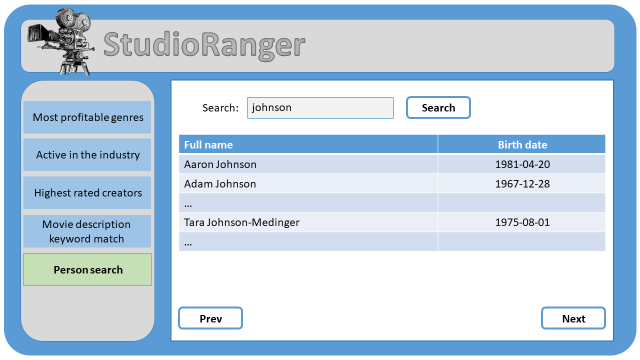 StudioRanger
Most profitable genres
Active in the industry
Highest rated creators
Movie description
keyword match
Person search
Search: johnson Search
Full name Birth date
Aaron Johnson 1981-04-20
Adam Johnson 1967-12-28
...
Tara Johnson-Medinger 1975-08-01
...
Prev Next